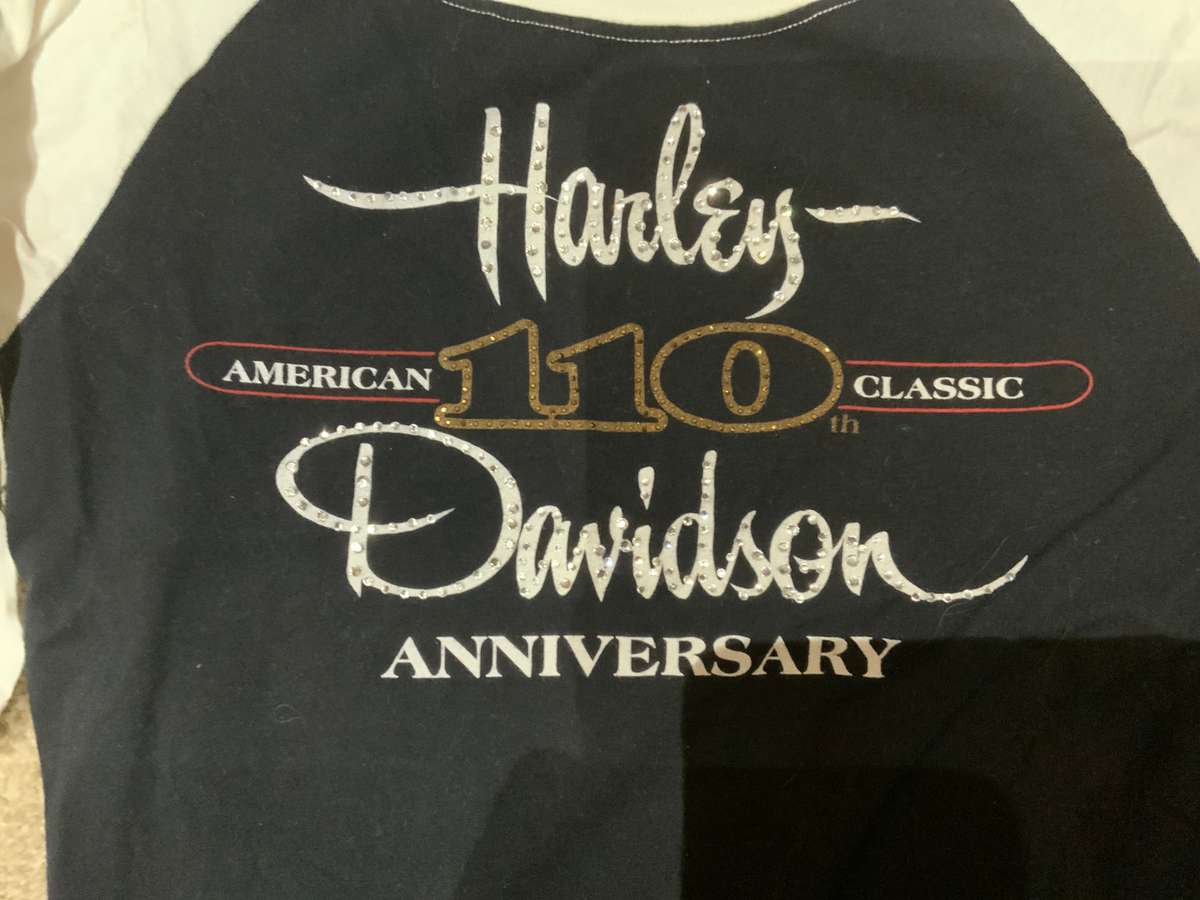 Harley-
AMERICAN 110th CLASSIC
Davidson
ANNIVERSARY